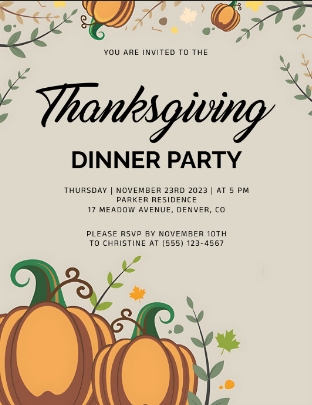 YOU ARE INVITED TO THE
Thanksgiving
DINNER PARTY
THURSDAY | NOVEMBER 23RD 2023 | AT 5 PM
PARKER RESIDENCE
17 MEADOW AVENUE, DENVER, CO
PLEASE RSVP BY NOVEMBER 10TH
TO CHRISTINE AT (555) 123-4567